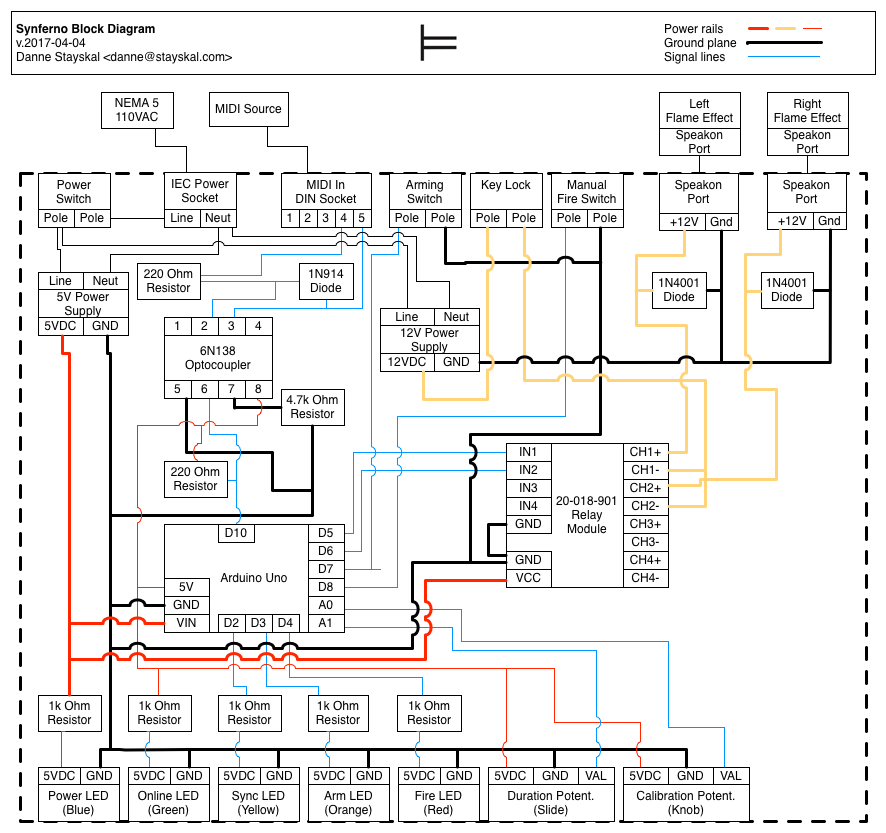 Synferno Block Diagram
v.2017-04-04
Danne Stayskal <danne@stayskal.com>
Power rails
Ground plane
Signal lines
NEMA 5
110VAC
MIDI Source
Left
Flame Effect
Speakon
Port
Right
Flame Effect
Speakon
Port
Power
Switch
Pole Pole
IEC Power
Socket
Line Neut
MIDI In
DIN Socket
1 2 3 4 5
Arming
Switch
Pole Pole
Key Lock
Pole Pole
Manual
Fire Switch
Pole Pole
Speakon
Port
+12V Gnd
Speakon
Port
+12V Gnd
Line Neut
5V Power
Supply
5VDC GND
220 Ohm
Resistor
1N914
Diode
1N4001
Diode
1N4001
Diode
Line Neut
12V Power
Supply
12VDC GND
1 2 3 4
6N138
Optocoupler
5 6 7 8
4.7k Ohm
Resistor
220 Ohm
Resistor
IN1
IN2
IN3
IN4
GND
GND
VCC
20-018-901
Relay
Module
CH1+
CH1-
CH2+
CH2-
CH3+
CH3-
CH4+
CH4-
D10
Arduino Uno
5V
GND
VIN
D2 D3 D4
D5
D6
D7
D8
A0
A1
1k Ohm
Resistor
1k Ohm
Resistor
1k Ohm
Resistor
1k Ohm
Resistor
1k Ohm
Resistor
5VDC GND
Power LED
(Blue)
5VDC GND
Online LED
(Green)
5VDC GND
Sync LED
(Yellow)
5VDC GND
Arm LED
(Orange)
5VDC GND
Fire LED
(Red)
5VDC GND VAL
Duration Potent.
(Slide)
5VDC GND VAL
Calibration Potent.
(Knob)